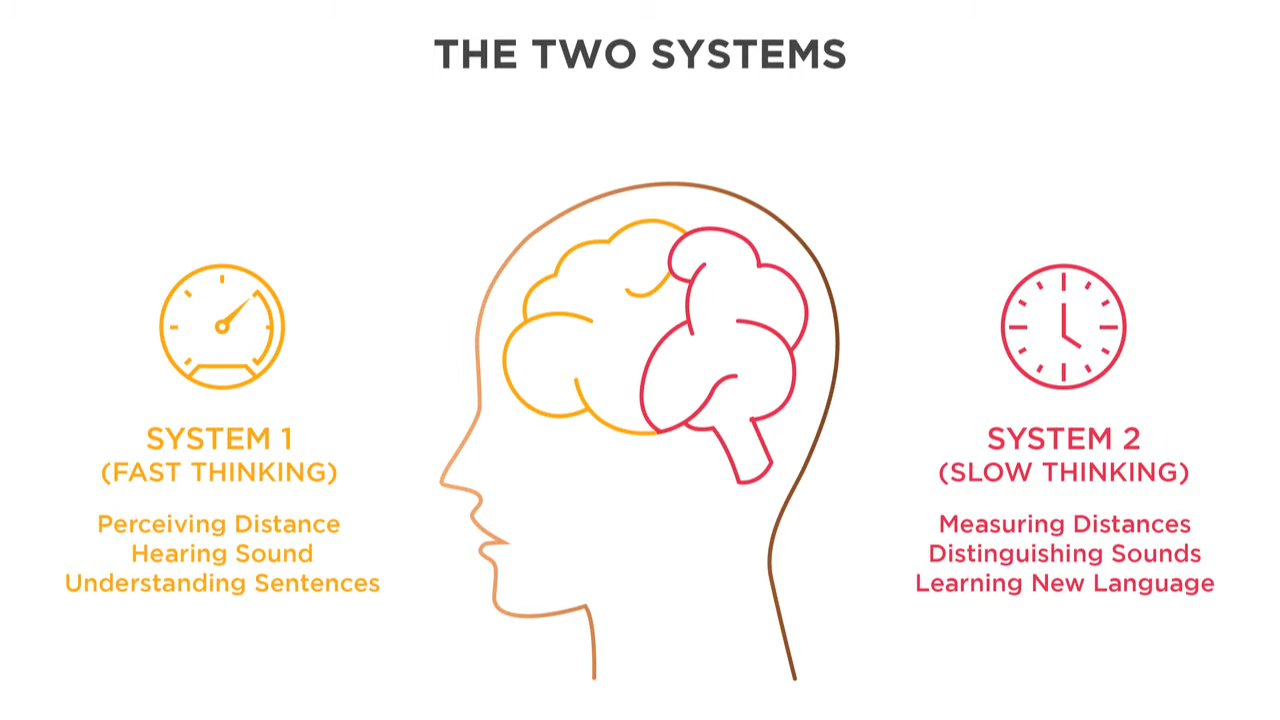 THE TWO SYSTEMS
SYSTEM 1
(FAST THINKING)
Perceiving Distance
Hearing Sound
Understanding Sentences
SYSTEM 2
(SLOW THINKING)
Measuring Distances
Distinguishing Sounds
Learning New Language